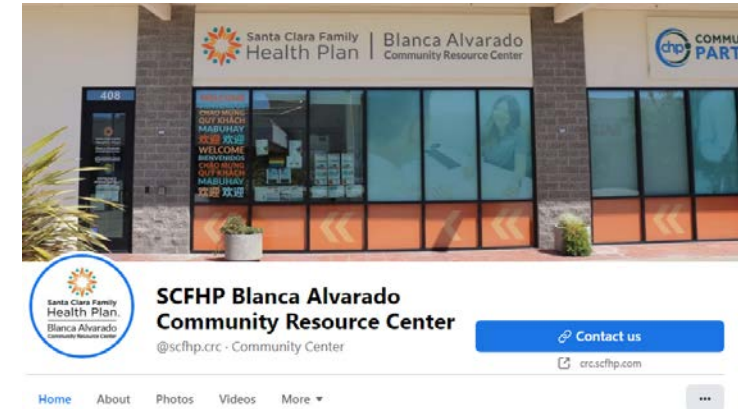 Santa Clara Family
Health Plan
Blanca Alvarado
Community Resource Center
chp
COMMU
PART
408
CHÀO MỪNG
QUÝ KHÁCH
MABUHAY
欢迎 欢迎
WELCOME
BIENVENIDOS
CHÀO MỪNG
QUÝ KHÁCH
MABUHAY
欢迎 欢迎
Santa Clara Family
Health Plan.
Blanca Alvarado
Community Resource Center
SCFHP Blanca Alvarado
Community Resource Center
@scfhp.crc · Community Center
Contact us
crc.scfhp.com
Home About Photos Videos More